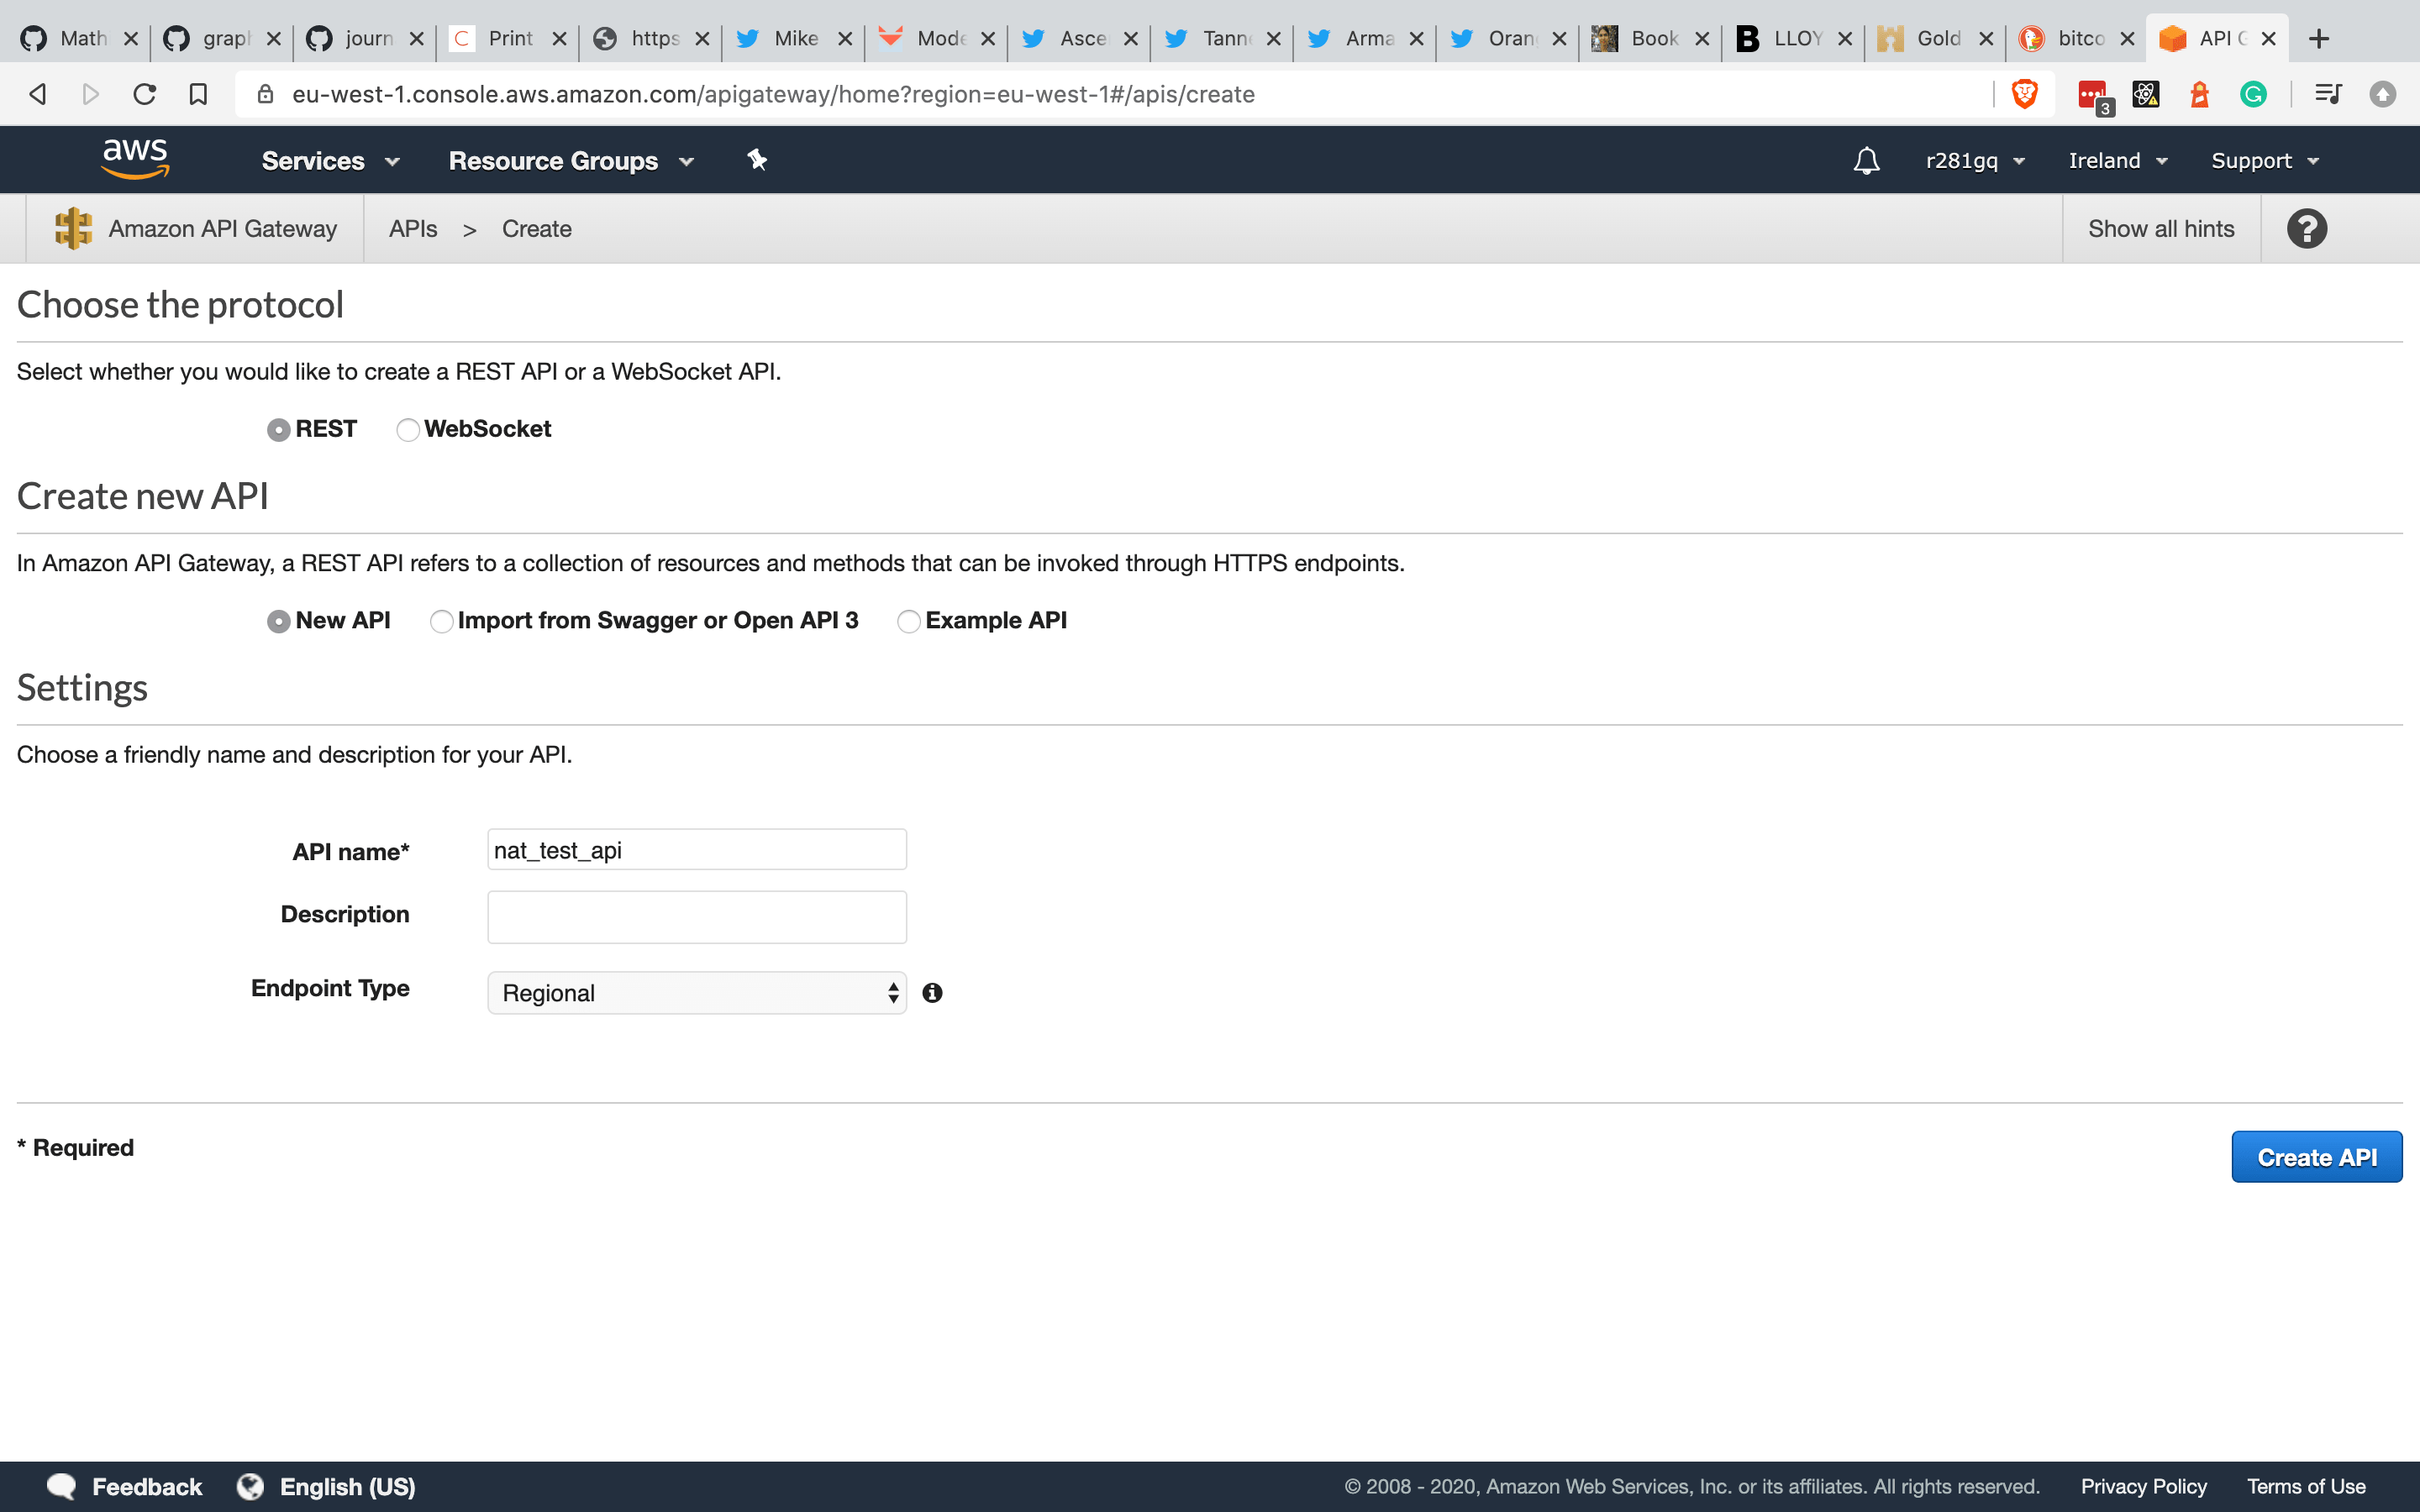 Math grap journ C Print https Mike Mode Asce Tann Arma Oran Book B LLOY Gold bitco API G
eu-west-1.console.aws.amazon.com/apigateway/home?region=eu-west-1#/apis/create 3
aws Services Resource Groups r281gq Ireland Support
Amazon API Gateway APIs > Create Show all hints ?
Choose the protocol
Select whether you would like to create a REST API or a WebSocket API.
REST WebSocket
Create new API
In Amazon API Gateway, a REST API refers to a collection of resources and methods that can be invoked through HTTPS endpoints.
New API Import from Swagger or Open API 3 Example API
Settings
Choose a friendly name and description for your API.
API name* nat_test_api
Description
Endpoint Type Regional
* Required
Create API
Feedback English (US) © 2008 - 2020, Amazon Web Services, Inc. or its affiliates. All rights reserved. Privacy Policy Terms of Use